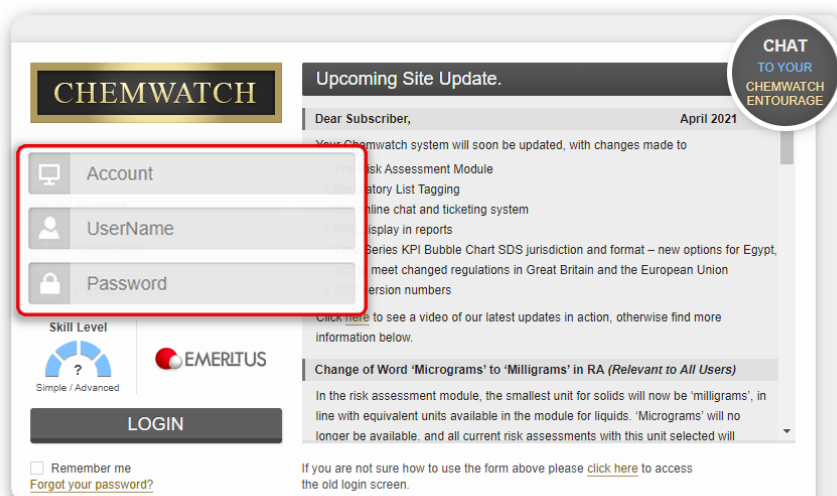 CHAT
TO YOUR
CHEMWATCH
ENTOURAGE
CHEMWATCH
Account
UserName
Password
Skill Level
?
Simple / Advanced
EMERITUS
LOGIN
Remember me
Forgot your password?
Upcoming Site Update.
Dear Subscriber, April 2021
Your Chemwatch system will soon be updated, with changes made to
Risk Assessment Module
List Tagging
online chat and ticketing system
display in reports
Series KPI Bubble Chart SDS jurisdiction and format – new options for Egypt,
meet changed regulations in Great Britain and the European Union
version numbers
Click here to see a video of our latest updates in action, otherwise find more
information below.
Change of Word ‘Micrograms’ to ‘Milligrams’ in RA (Relevant to All Users)
In the risk assessment module, the smallest unit for solids will now be ‘milligrams’, in
line with equivalent units available in the module for liquids. ‘Micrograms’ will no
longer be available, and all current risk assessments with this unit selected will
If you are not sure how to use the form above please click here to access
the old login screen.